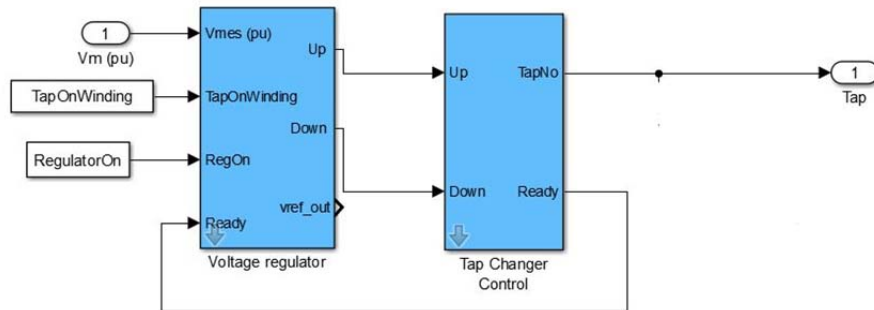 1
Vm (pu)
TapOnWinding
RegulatorOn
Vmes (pu)
TapOnWinding
RegOn
Ready
Up
Down
vref_out
Voltage regulator
Up
Down
TapNo
Ready
Tap Changer
Control
1
Tap